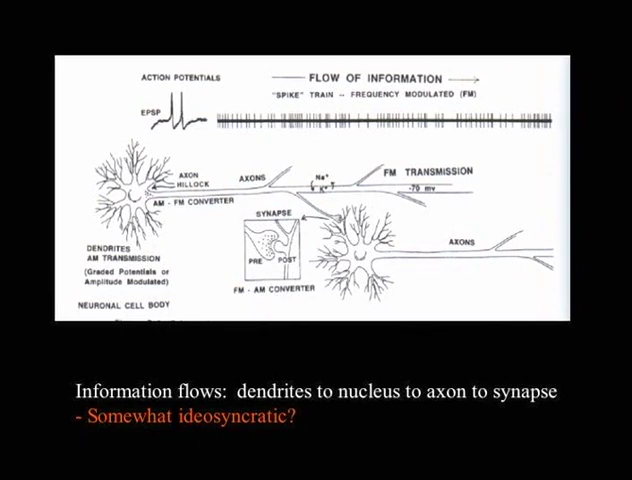 ACTION POTENTIALS
FLOW OF INFORMATION
"SPIKE" TRAIN -- FREQUENCY MODULATED (FM)
EPSP
AXON
HILLOCK
AXONS
Na+
K+
FM TRANSMISSION
-70 mv
AM - FM CONVERTER
SYNAPSE
DENDRITES
AM TRANSMISSION
(Graded Potentials or
Amplitude Modulated)
PRE
POST
AXONS
FM - AM CONVERTER
NEURONAL CELL BODY
Information flows: dendrites to nucleus to axon to synapse
- Somewhat ideosyncratic?